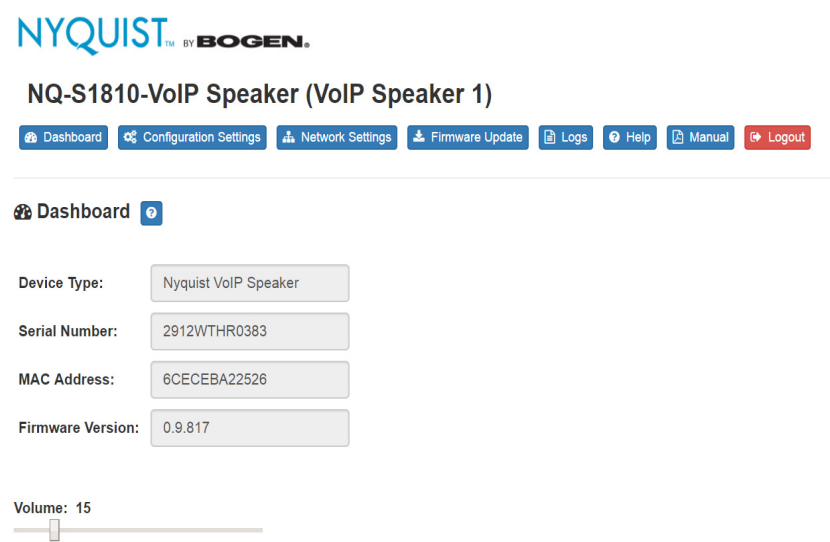 NYQUIST™ BY BOGEN®
NQ-S1810-VoIP Speaker (VoIP Speaker 1)
Dashboard Configuration Settings Network Settings Firmware Update Logs Help Manual Logout
Dashboard
Device Type: Nyquist VoIP Speaker
Serial Number: 2912WTHR0383
MAC Address: 6CECEBA22526
Firmware Version: 0.9.817
Volume: 15